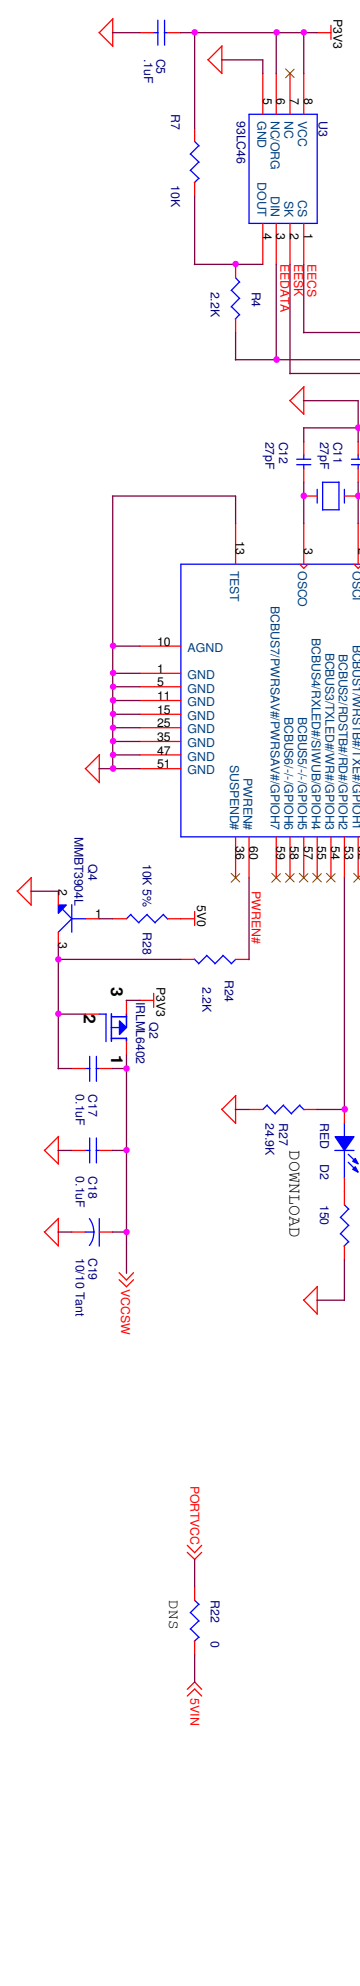 P3V3
C5
.1uF
R7
10K
U3
93LC46
8
7
6
5
VCC
NC
NC/ORG
GND
CS
SK
DIN
DOUT
1
2
3
4
EECS
EESK
EEDATA
R4
2.2K
C11
27pF
C12
27pF
13
3
TEST
OSCO
OSCI
10
AGND
1
GND
5
GND
11
GND
15
GND
25
GND
35
GND
47
GND
51
GND
BCBUS1/WRSTB#/TXE#/GPIOH1
BCBUS2/RDSTB#/RD#/GPIOH2
BCBUS3/TXLED#/WR#/GPIOH3
BCBUS4/RXLED#/SIWUB/GPIOH4
BCBUS5/-/-/GPIOH5
BCBUS6/-/-/GPIOH6
BCBUS7/PWRSAV#/PWRSAV#/GPIOH7
PWREN#
SUSPEND#
52
53
54
55
57
58
59
60
36
PWREN#
Q4
MMBT3904L
1
2
3
10K 5%
R28
5V0
R24
2.2K
P3V3
Q2
IRLML6402
3
2
1
C17
0.1uF
C18
0.1uF
C19
10/10 Tant
VCCSW
R27
24.9K
RED
D2
150
DOWNLOAD
PORTVCC
R22
0
DNS
5VIN